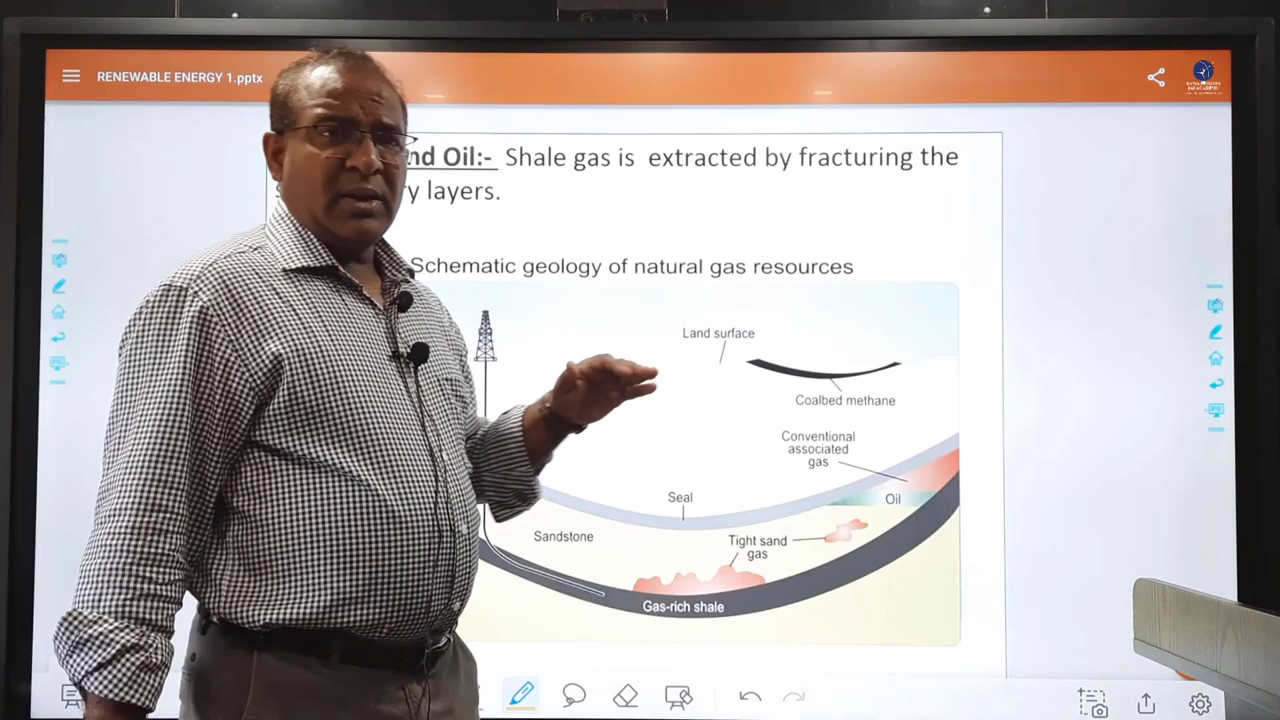 RENEWABLE ENERGY 1.pptx
nd Oil:- Shale gas is extracted by fracturing the
y layers.
Schematic geology of natural gas resources
Land surface
Coalbed methane
Conventional
associated
gas
Oil
Seal
Sandstone
Tight sand
gas
Gas-rich shale